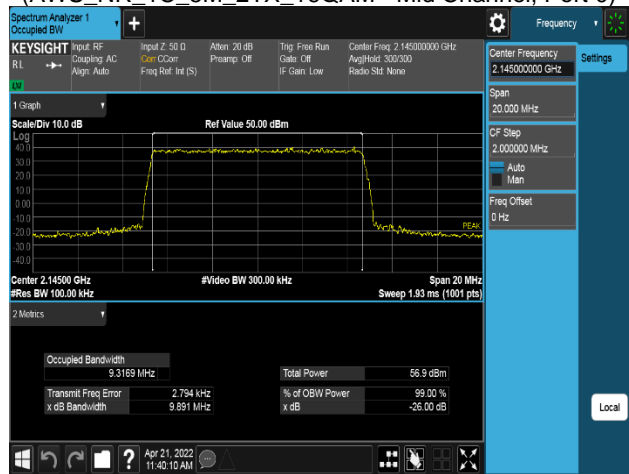 (AWS_NR_1C_5M_21X_16QAM - Mid Channel, Port 0)
Spectrum Analyzer 1
Occupied BW
Frequency
KEYSIGHT Input: RF Input Z: 50 Ω Atten: 20 dB Trig: Free Run Center Freq: 2.145000000 GHz
RL Coupling: AC Corr CCorr Preamp: Off Gate: Off Avg|Hold: 300/300
Align: Auto Freq Ref: Int (S) IF Gain: Low Radio Std: None
Center Frequency
2.145000000 GHz
Settings
Span
20.000 MHz
CF Step
2.000000 MHz
Auto
Man
Freq Offset
0 Hz
1 Graph
Scale/Div 10.0 dB Ref Value 50.00 dBm
Log
40.0
30.0
20.0
10.0
0.00
-10.0
-20.0
-30.0
-40.0
PEAK
Center 2.14500 GHz #Video BW 300.00 kHz Span 20 MHz
#Res BW 100.00 kHz Sweep 1.93 ms (1001 pts)
2 Metrics
Occupied Bandwidth
9.3169 MHz Total Power 56.9 dBm
Transmit Freq Error 2.794 kHz % of OBW Power 99.00 %
x dB Bandwidth 9.891 MHz x dB -26.00 dB
Local
? Apr 21, 2022
11:40:10 AM